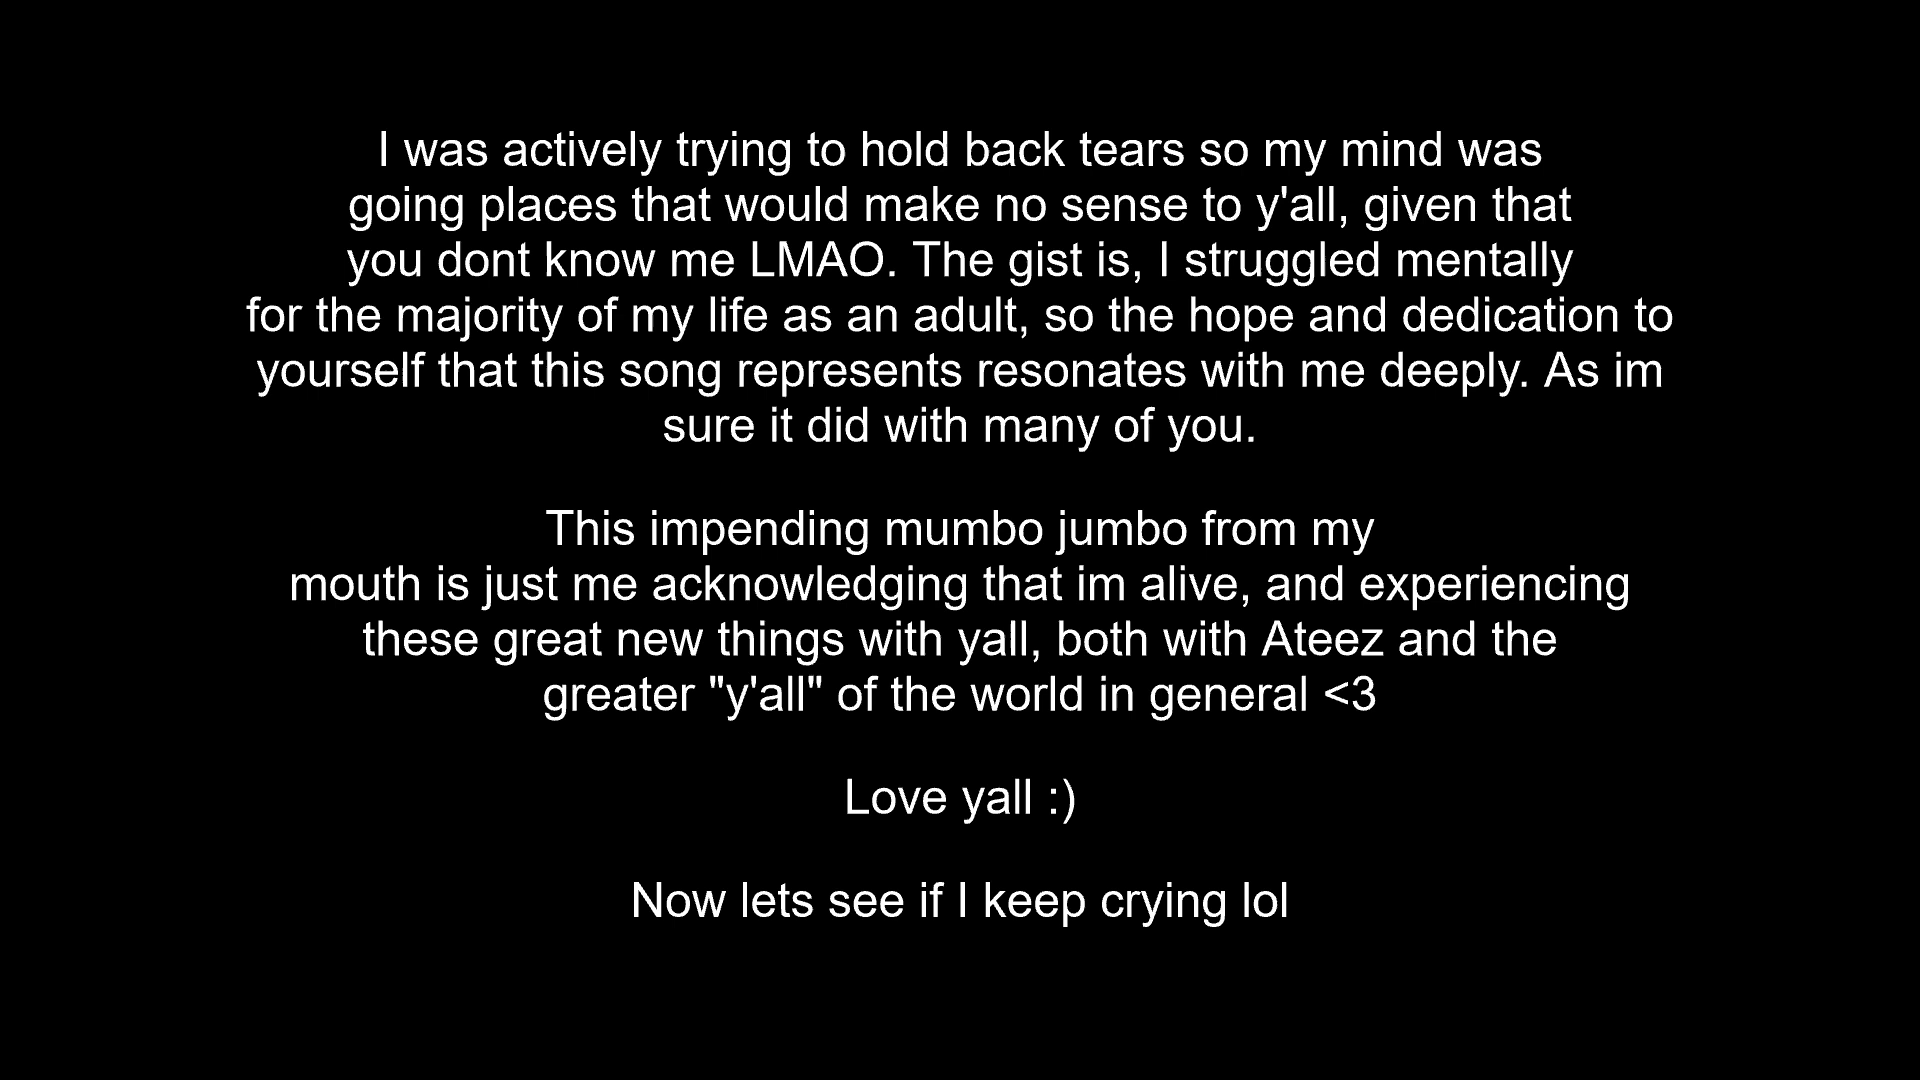 I was actively trying to hold back tears so my mind was
going places that would make no sense to y'all, given that
you dont know me LMAO. The gist is, I struggled mentally
for the majority of my life as an adult, so the hope and dedication to
yourself that this song represents resonates with me deeply. As im
sure it did with many of you.
This impending mumbo jumbo from my
mouth is just me acknowledging that im alive, and experiencing
these great new things with yall, both with Ateez and the
greater "y'all" of the world in general <3
Love yall :)
Now lets see if I keep crying lol